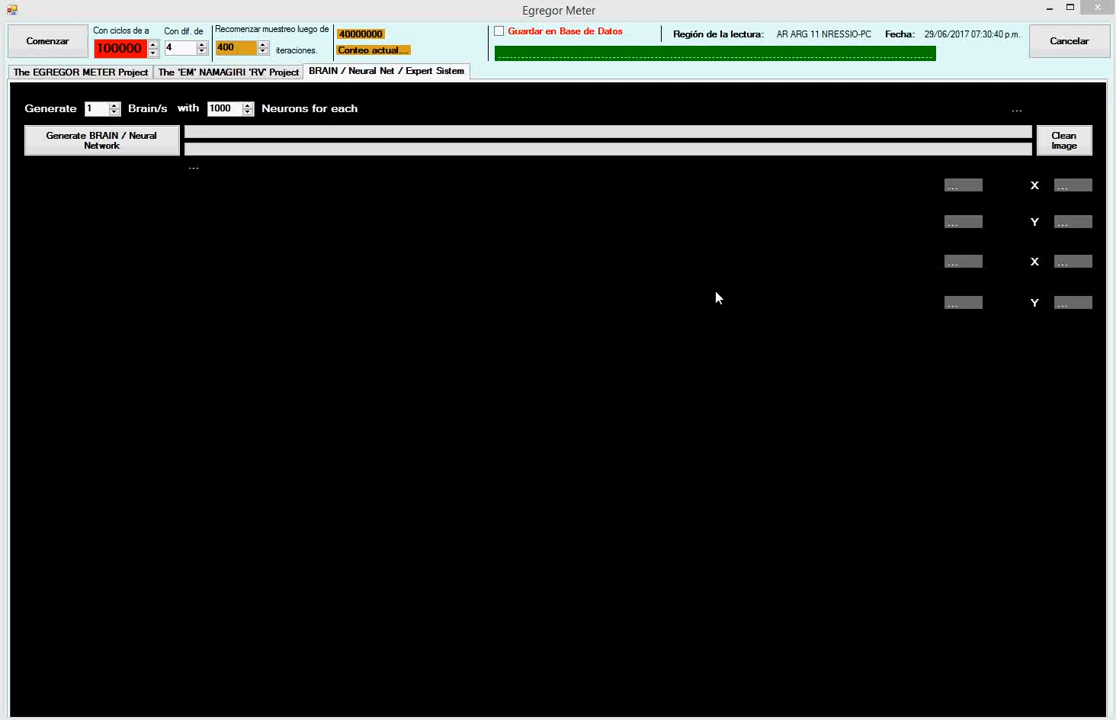 Egregor Meter
Comenzar
Con ciclos de a
100000
Con dif. de
4
Recomenzar muestreo luego de
400
iteraciones.
40000000
Conteo actual....
Guardar en Base de Datos
Región de la lectura: AR ARG 11 NRESSIO-PC Fecha: 29/06/2017 07:30:40 p.m.
Cancelar
The EGREGOR METER Project
The 'EM' NAMAGIRI 'RV' Project
BRAIN / Neural Net / Expert Sistem
Generate 1 Brain/s with 1000 Neurons for each ...
Generate BRAIN / Neural
Network
Clean
Image
...
... X ...
... Y ...
... X ...
... Y ...